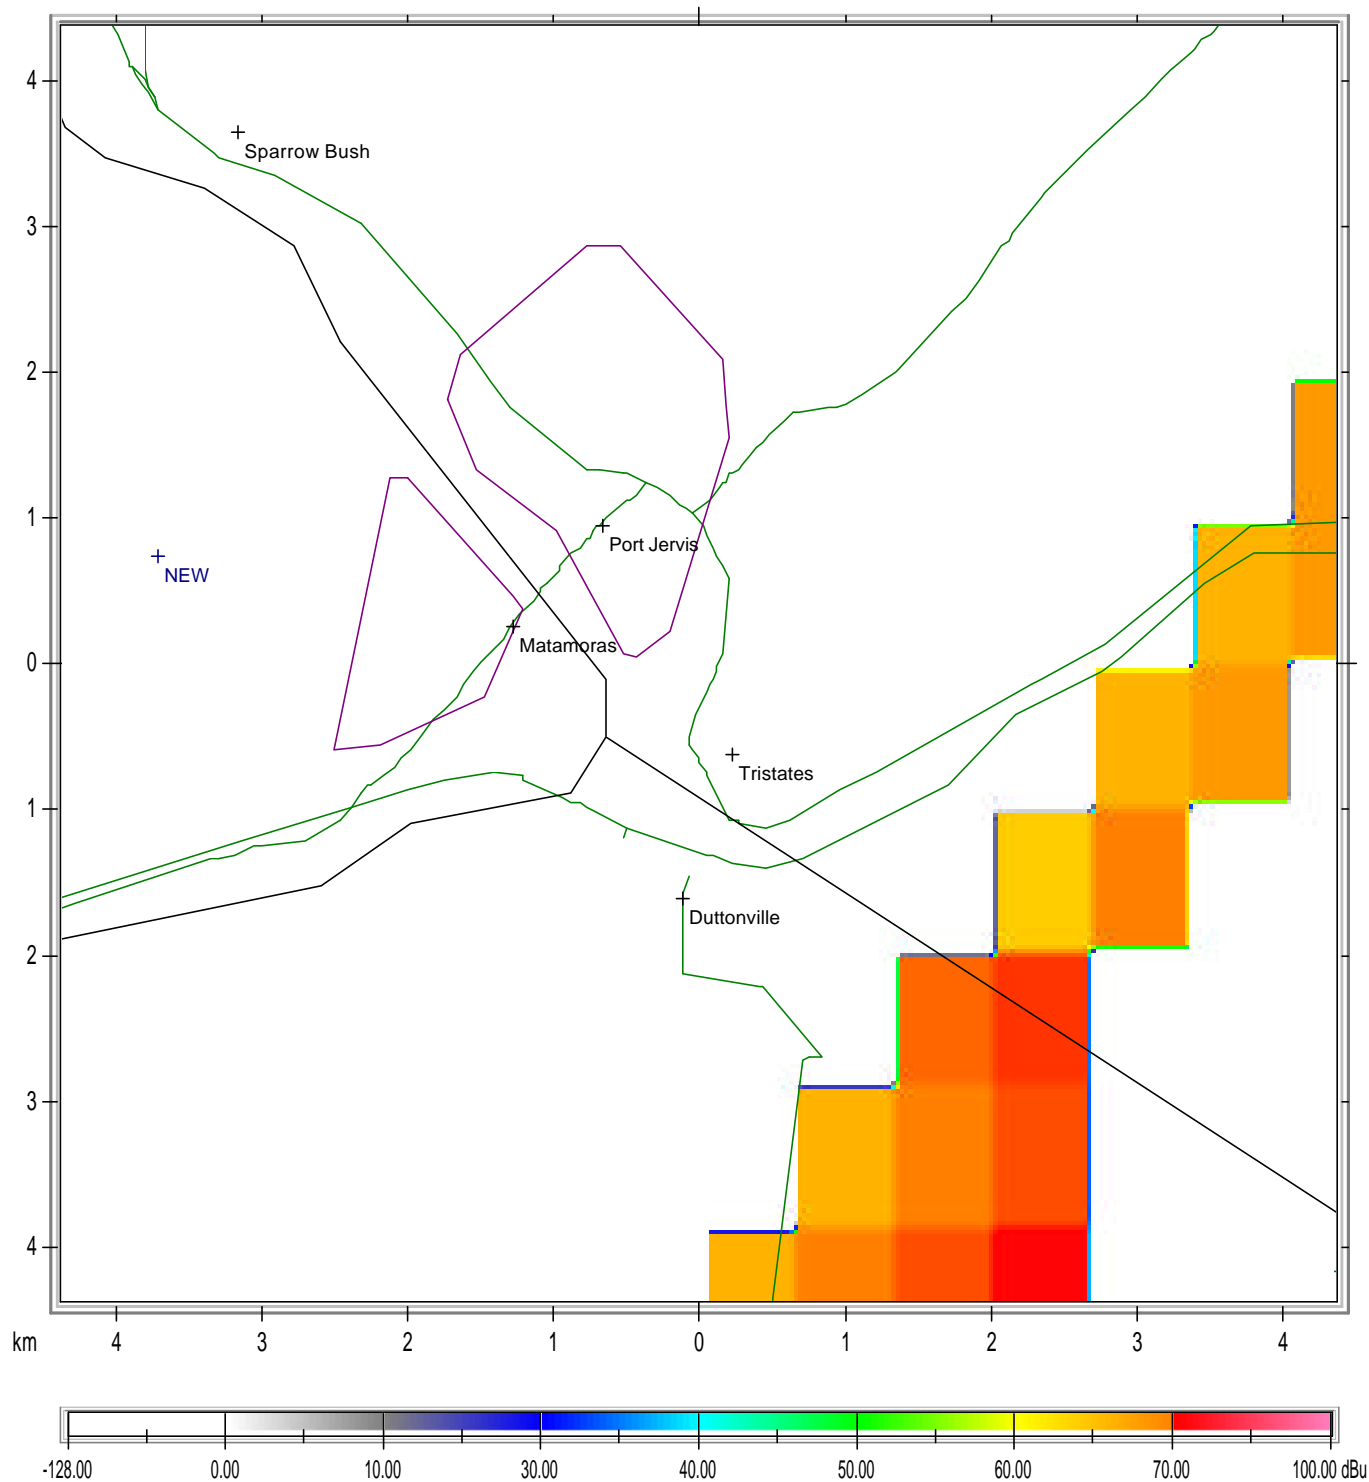 4
Sparrow Bush
3
2
1
Port Jervis
NEW
Matamoras
0
Tristates
1
Duttonville
2
3
4
km 4 3 2 1 0 1 2 3 4
-128.00 0.00 10.00 20.00 30.00 40.00 50.00 60.00 70.00 100.00 dBu